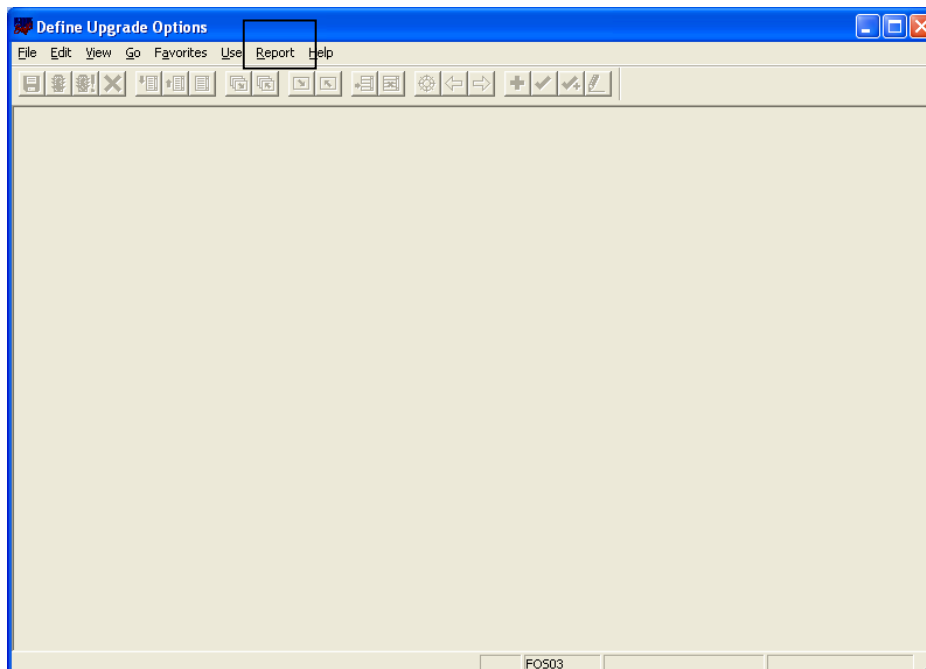 Define Upgrade Options
File Edit View Go Favorites Use Report Help
FOS03